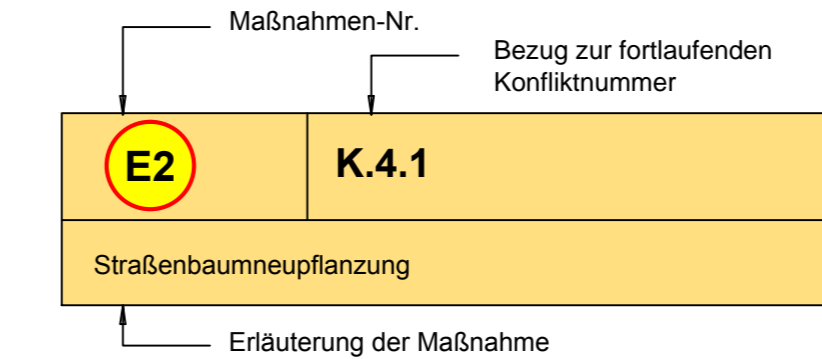 Maßnahmen-Nr.
Bezug zur fortlaufenden
Konfliktnummer
E2
K.4.1
Straßenbaumneupflanzung
Erläuterung der Maßnahme